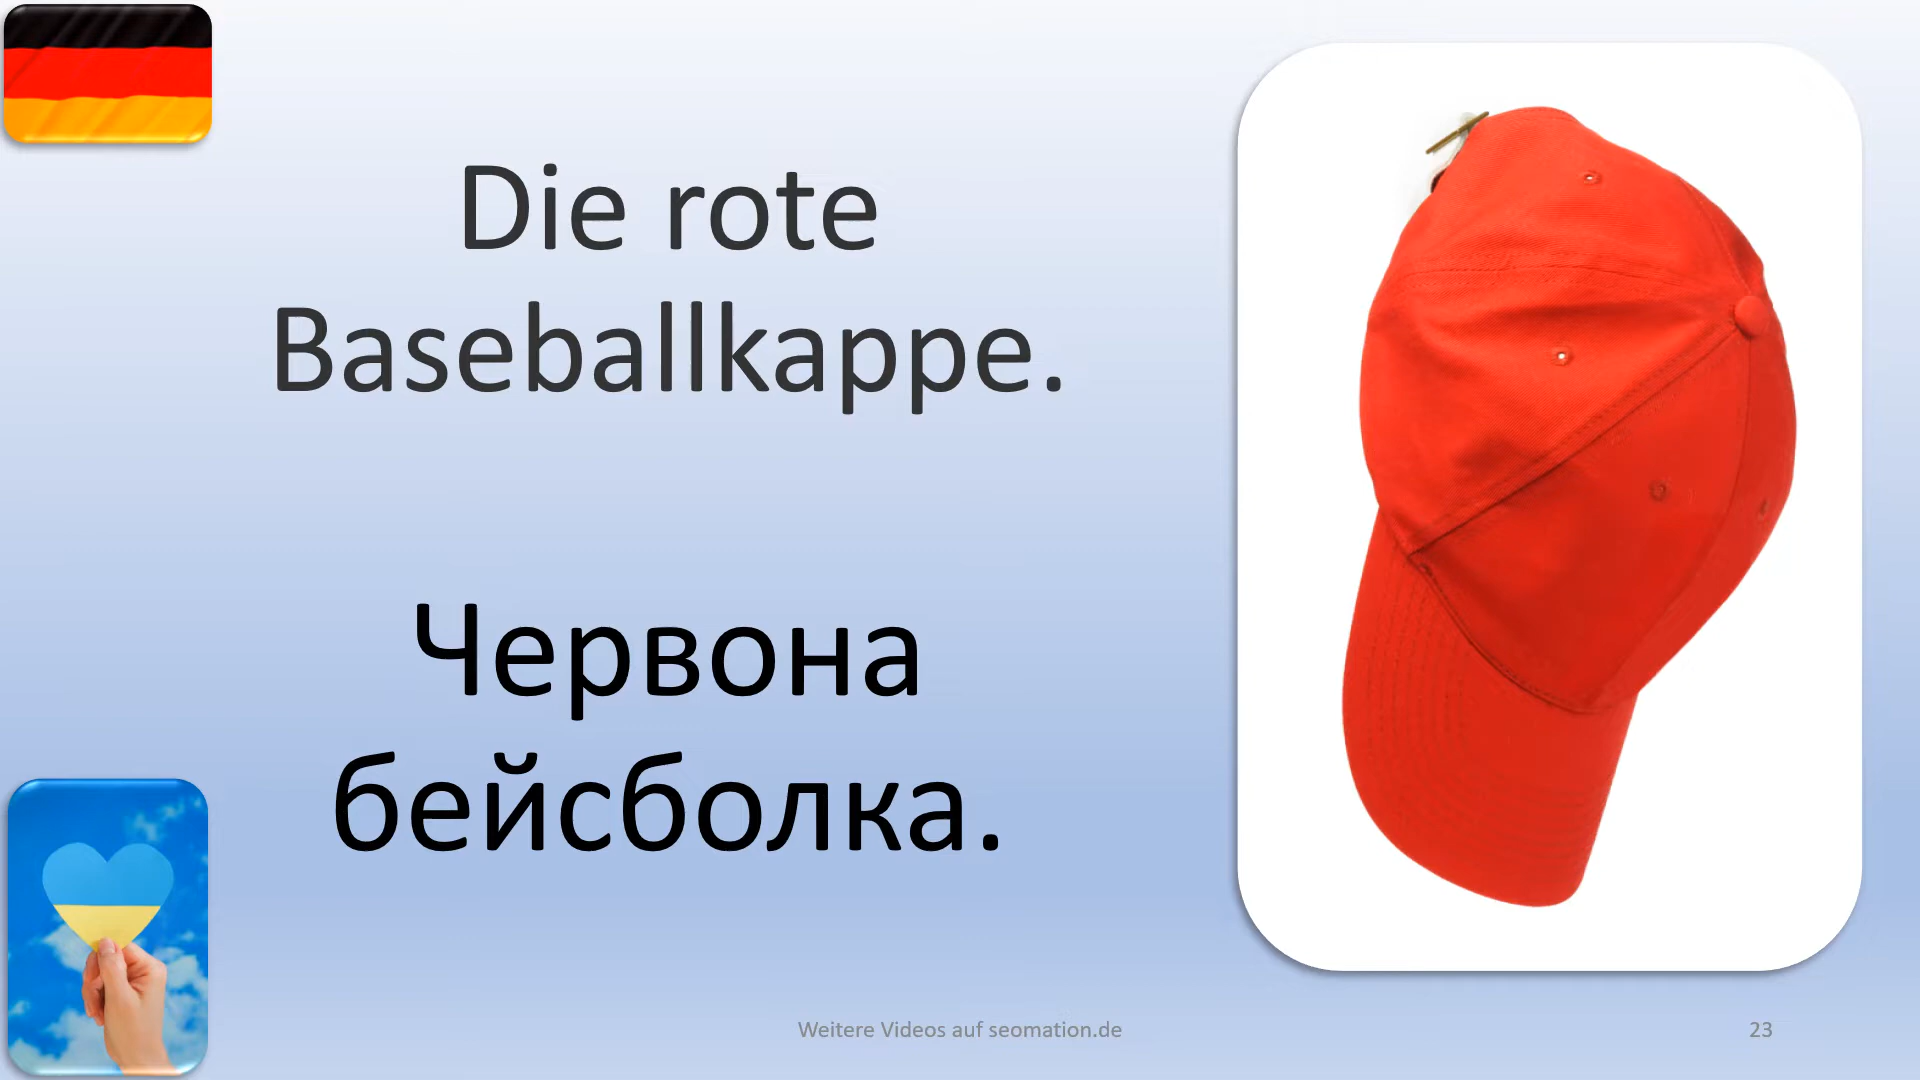 Die rote
Baseballkappe.
Червона
бейсболка.
Weitere Videos auf seomation.de
23